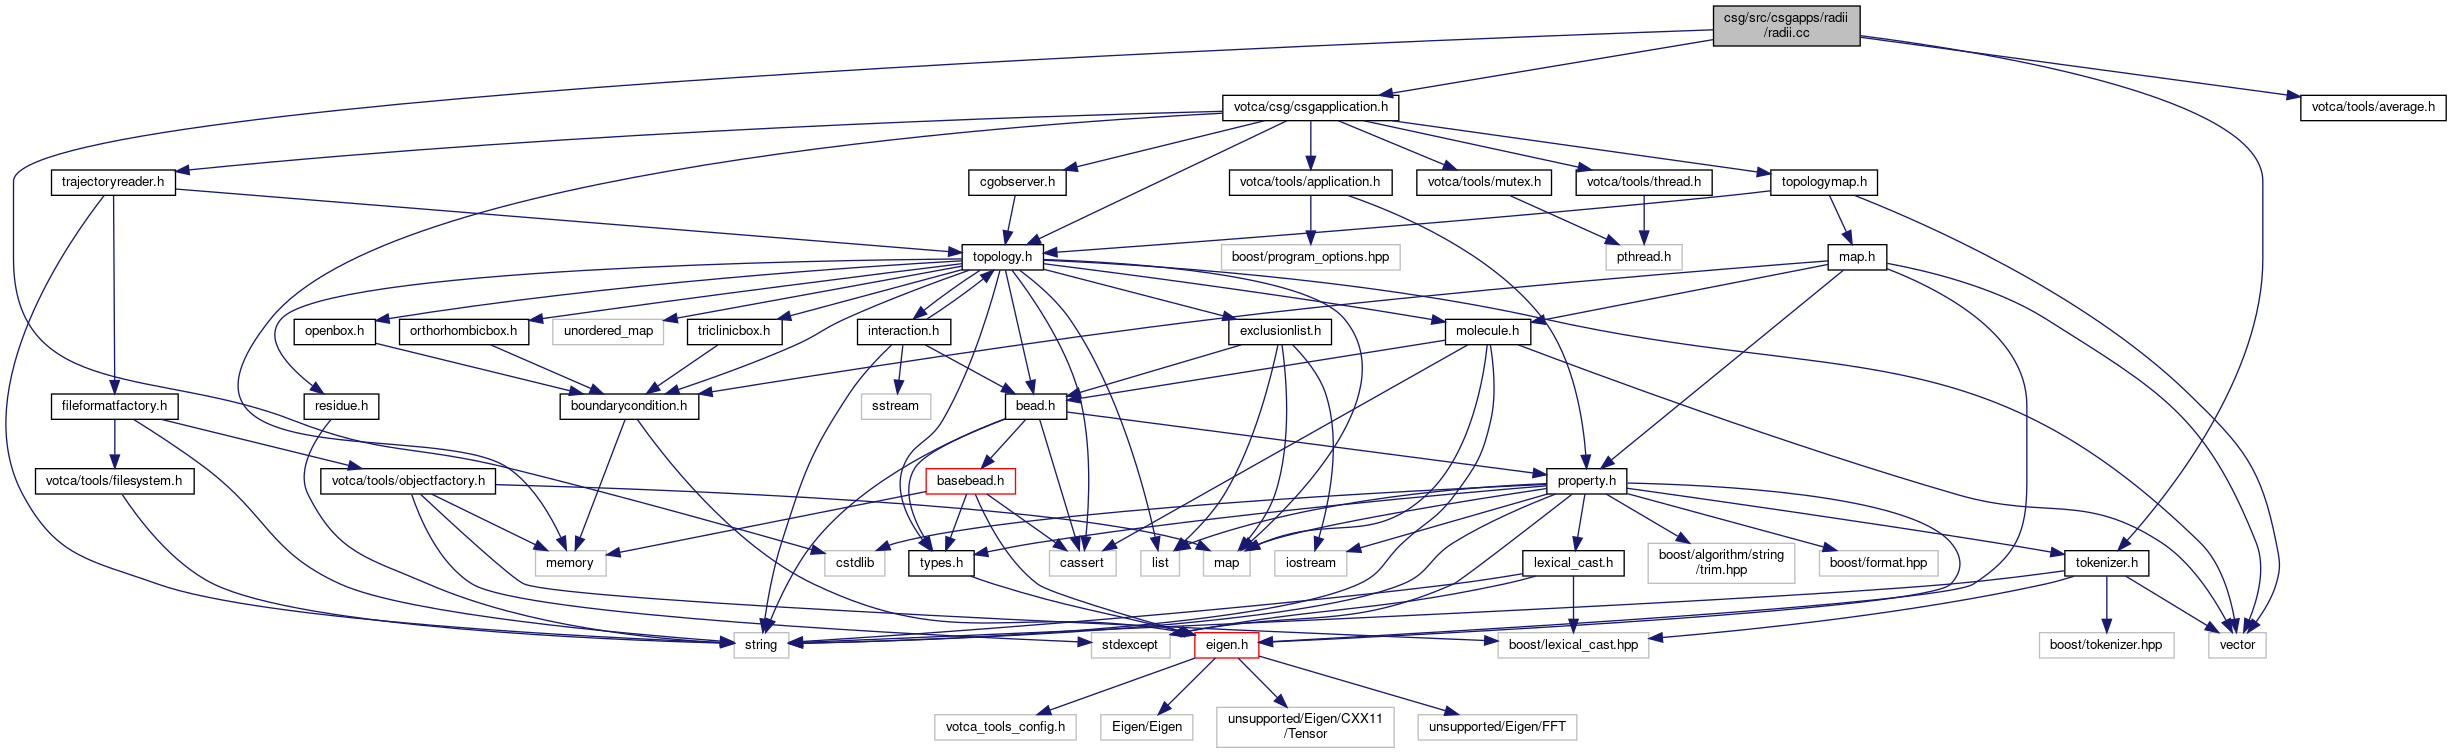 csg/src/csgapps/radii
/radii.cc
votca/csg/csgapplication.h
votca/tools/average.h
trajectoryreader.h
cgobserver.h
votca/tools/application.h
votca/tools/mutex.h
votca/tools/thread.h
topologymap.h
topology.h
boost/program_options.hpp
pthread.h
map.h
openbox.h
orthorhombicbox.h
unordered_map
triclinicbox.h
interaction.h
exclusionlist.h
molecule.h
fileformatfactory.h
residue.h
boundarycondition.h
sstream
bead.h
votca/tools/filesystem.h
votca/tools/objectfactory.h
basebead.h
property.h
memory
cstdlib
types.h
cassert
list
map
iostream
lexical_cast.h
boost/algorithm/string
/trim.hpp
boost/format.hpp
tokenizer.h
string
stdexcept
eigen.h
boost/lexical_cast.hpp
boost/tokenizer.hpp
vector
votca_tools_config.h
Eigen/Eigen
unsupported/Eigen/CXX11
/Tensor
unsupported/Eigen/FFT